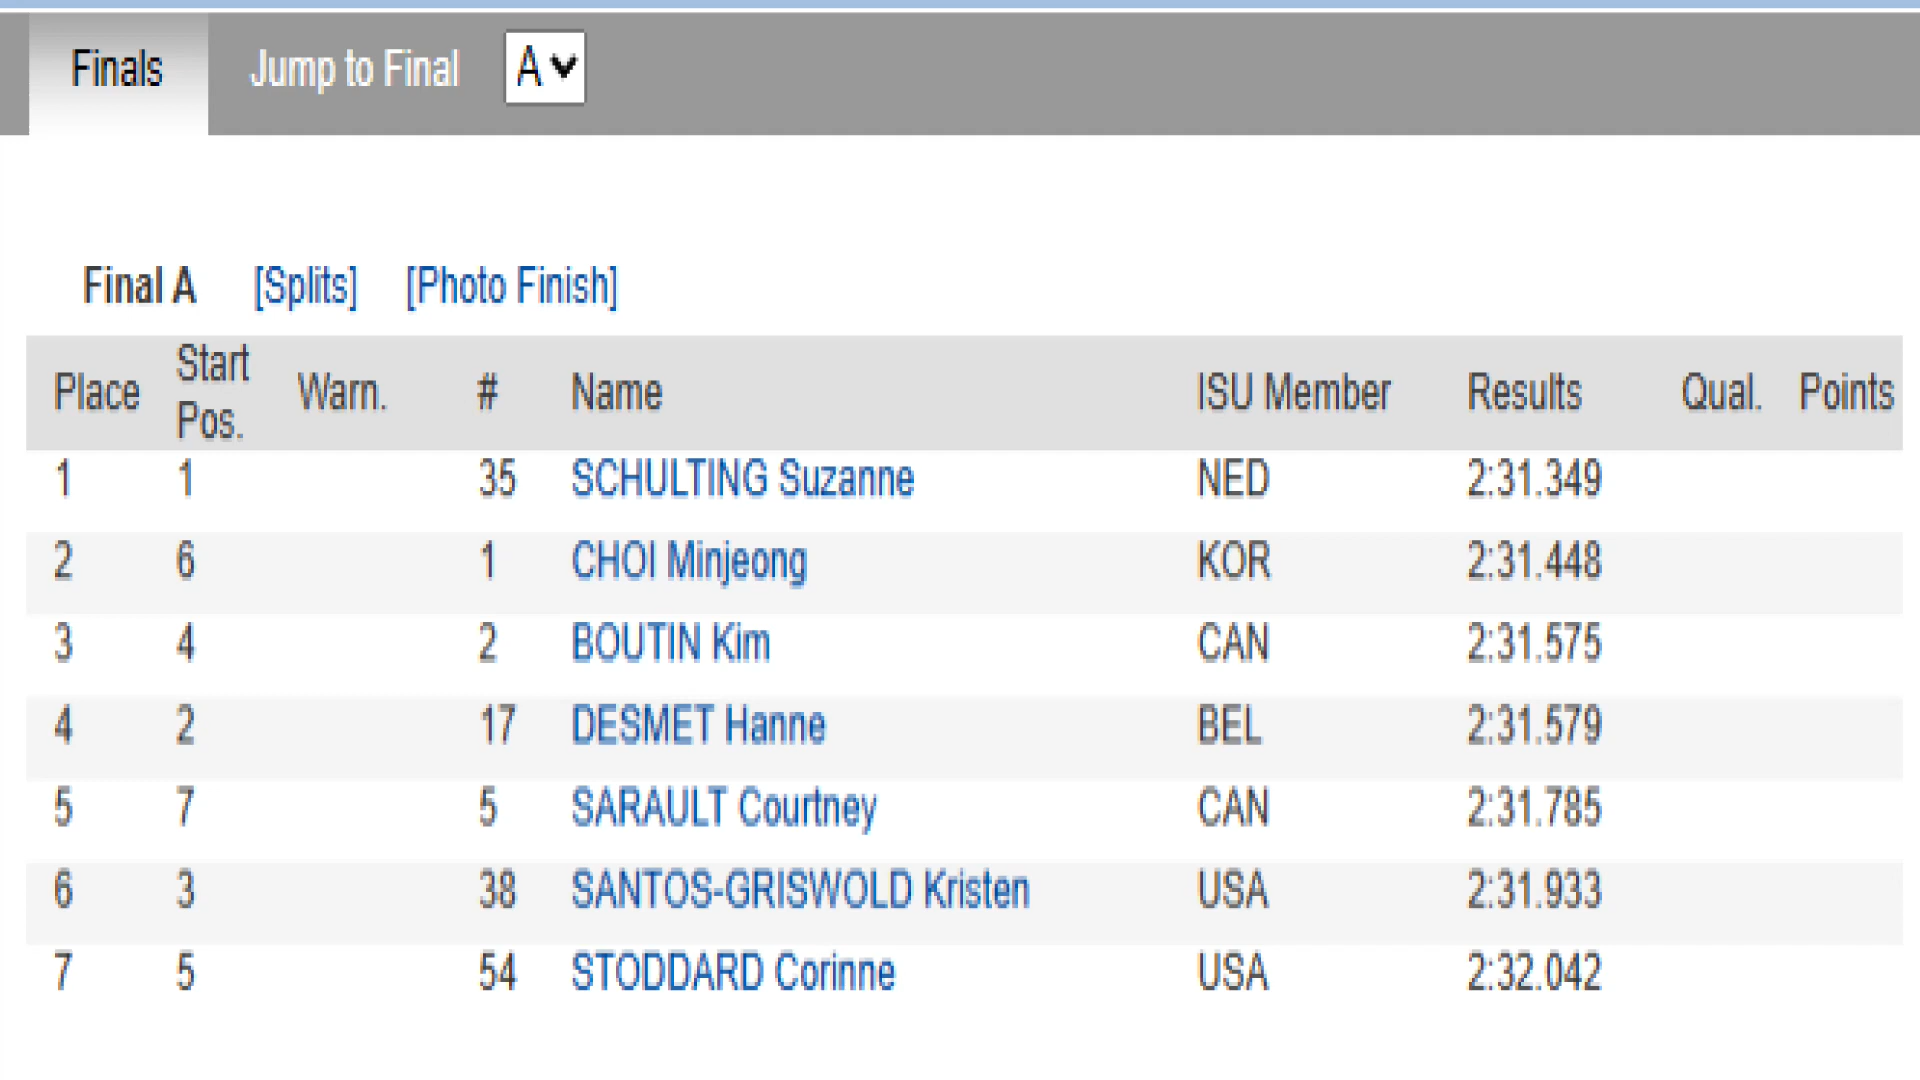 Finals Jump to Final A
Final A [Splits] [Photo Finish]
Place Start Pos. Warn. # Name ISU Member Results Qual. Points
1 1 35 SCHULTING Suzanne NED 2:31.349
2 6 1 CHOI Minjeong KOR 2:31.448
3 4 2 BOUTIN Kim CAN 2:31.575
4 2 17 DESMET Hanne BEL 2:31.579
5 7 5 SARAULT Courtney CAN 2:31.785
6 3 38 SANTOS-GRISWOLD Kristen USA 2:31.933
7 5 54 STODDARD Corinne USA 2:32.042